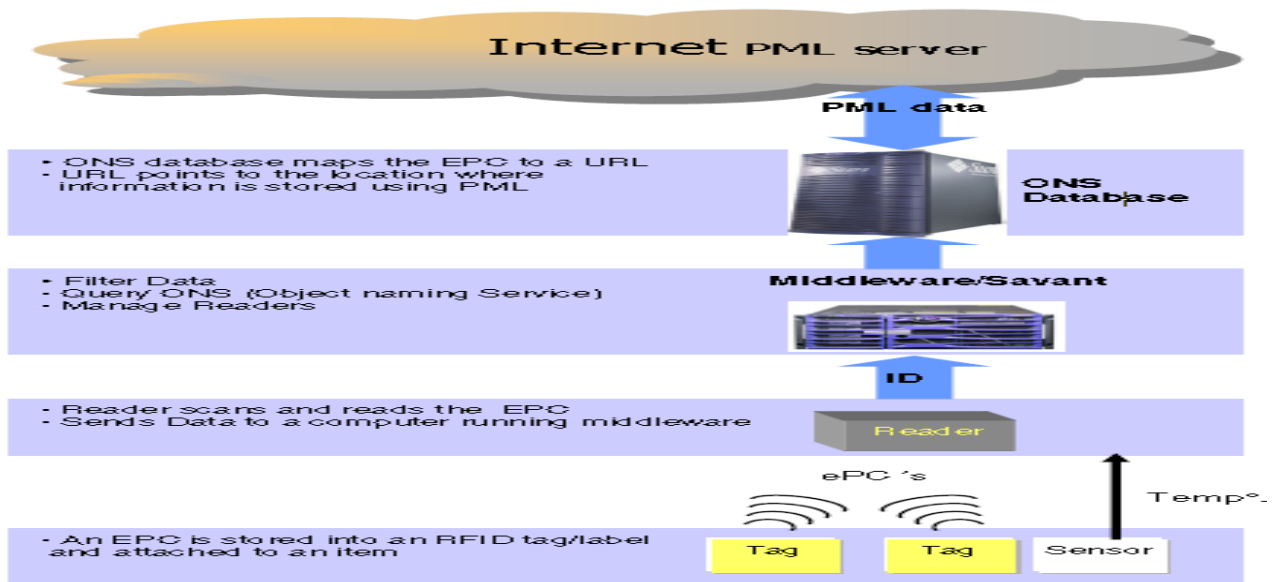 Internet PML server
PML data
• ONS database maps the EPC to a URL
• URL points to the location where
information is stored using PML
ONS
Database
• Filter Data
• Query ONS (Object naming Service)
• Manage Readers
Middleware/Savant
ID
• Reader scans and reads the EPC
• Sends Data to a computer running middleware
Reader
ePC 's
Temp°.
• An EPC is stored into an RFID tag/label
and attached to an item
Tag
Tag
Sensor